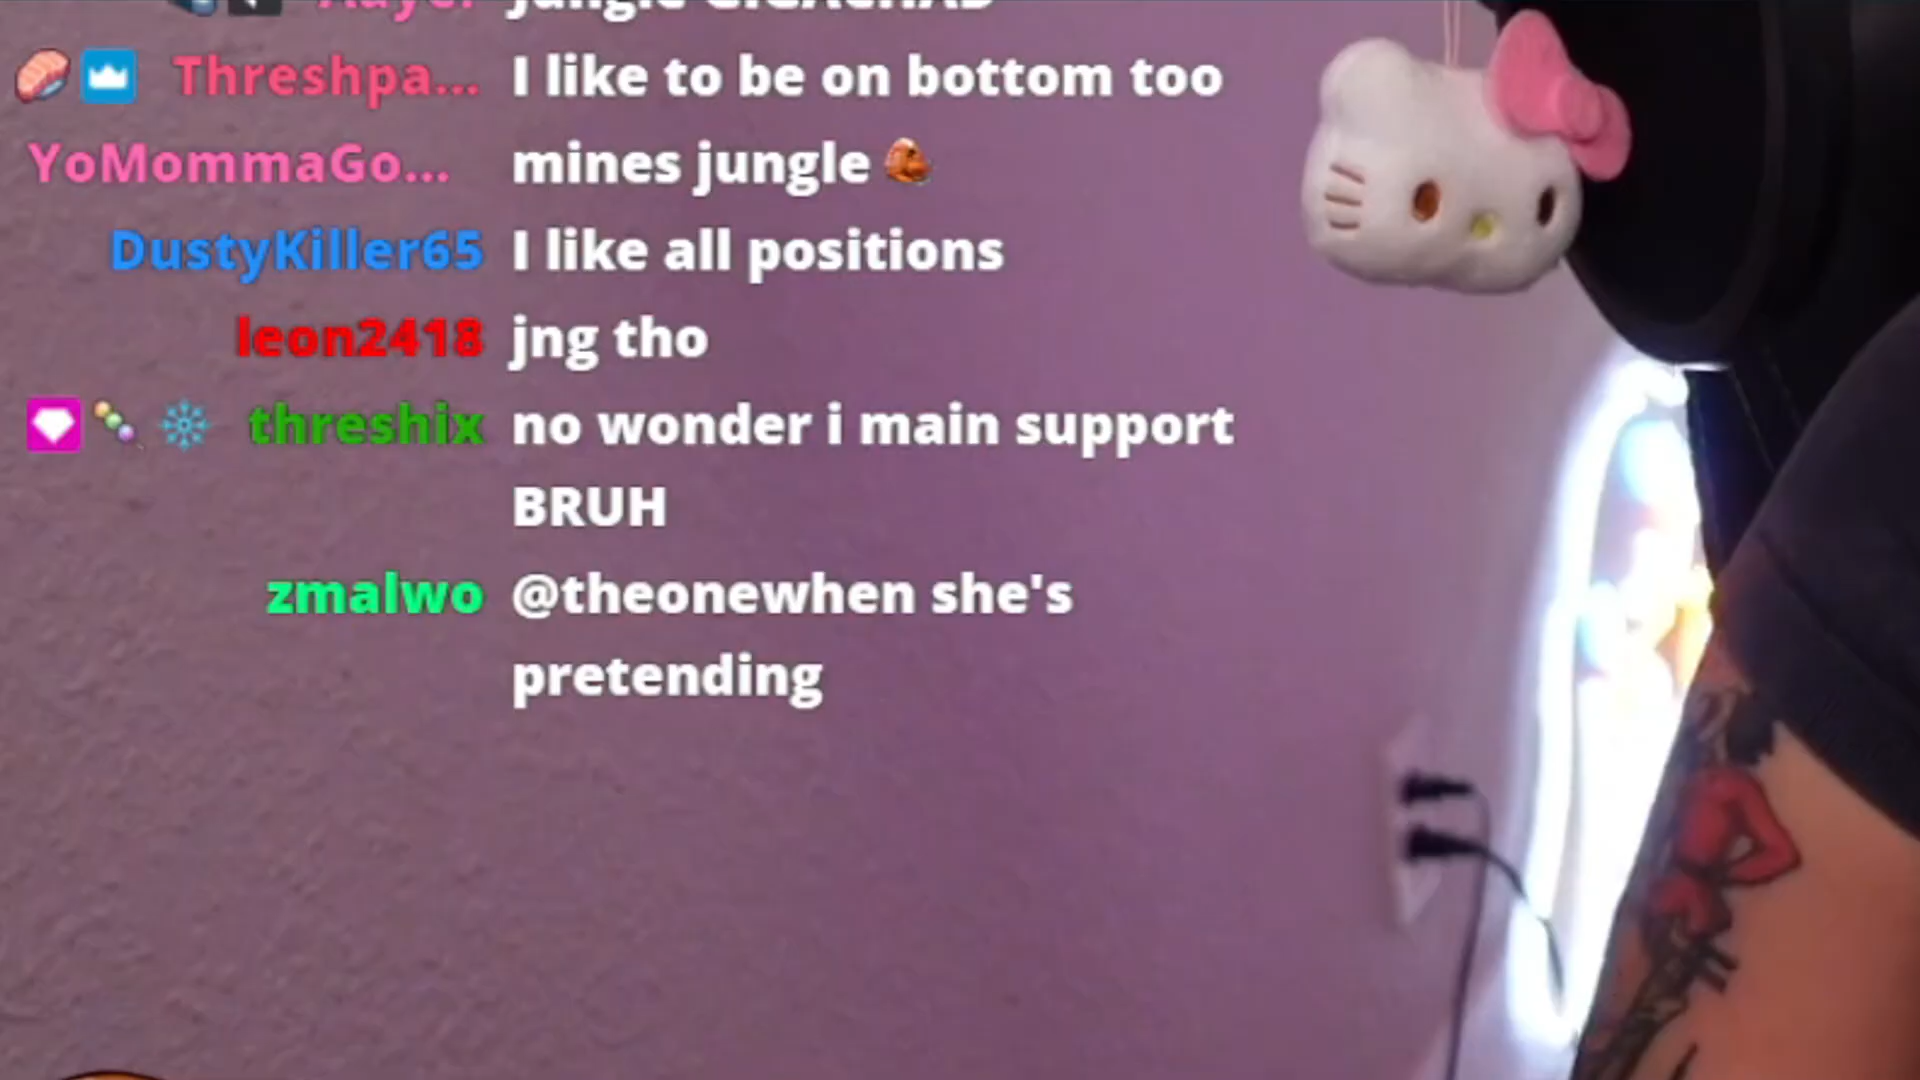 Threshpa... I like to be on bottom too
YoMommaGo... mines jungle
DustyKiller65 I like all positions
leon2418 jng tho
threshix no wonder i main support
BRUH
zmalwo @theonewhen she's
pretending